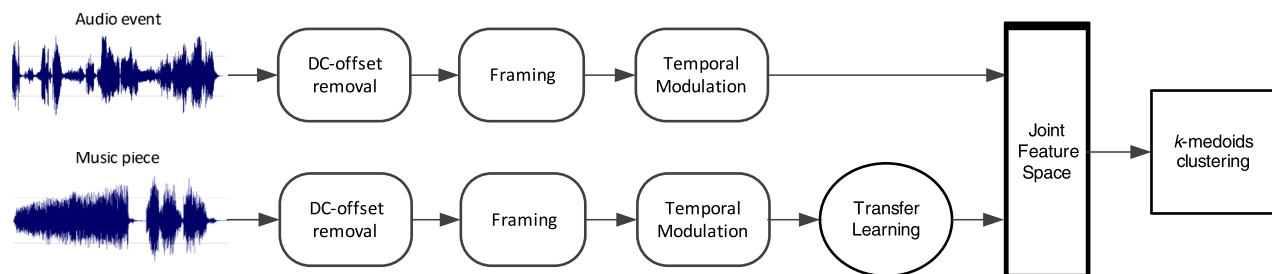 Audio event
DC-offset
removal
Framing
Temporal
Modulation
Music piece
DC-offset
removal
Framing
Temporal
Modulation
Transfer
Learning
Joint
Feature
Space
k-medoids
clustering